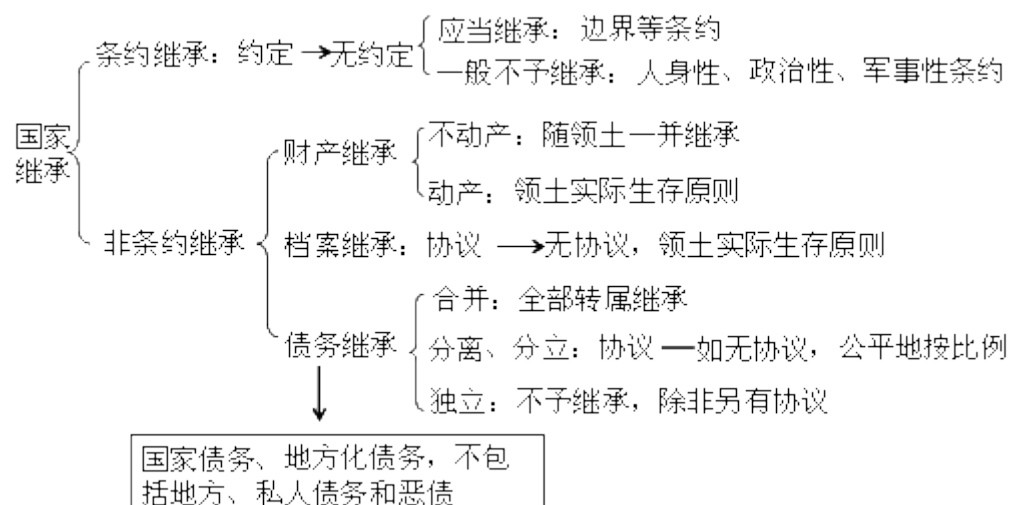 应当继承：边界等条约
条约继承：约定→无约定
一般不予继承：人身性、政治性、军事性条约
国家
继承
不动产：随领土一并继承
财产继承
动产：领土实际生存原则
非条约继承
档案继承：协议→无协议，领土实际生存原则
合并：全部转属继承
债务继承
分离、分立：协议—如无协议，公平地按比例
独立：不予继承，除非另有协议
国家债务、地方化债务，不包
括地方、私人债务和恶债